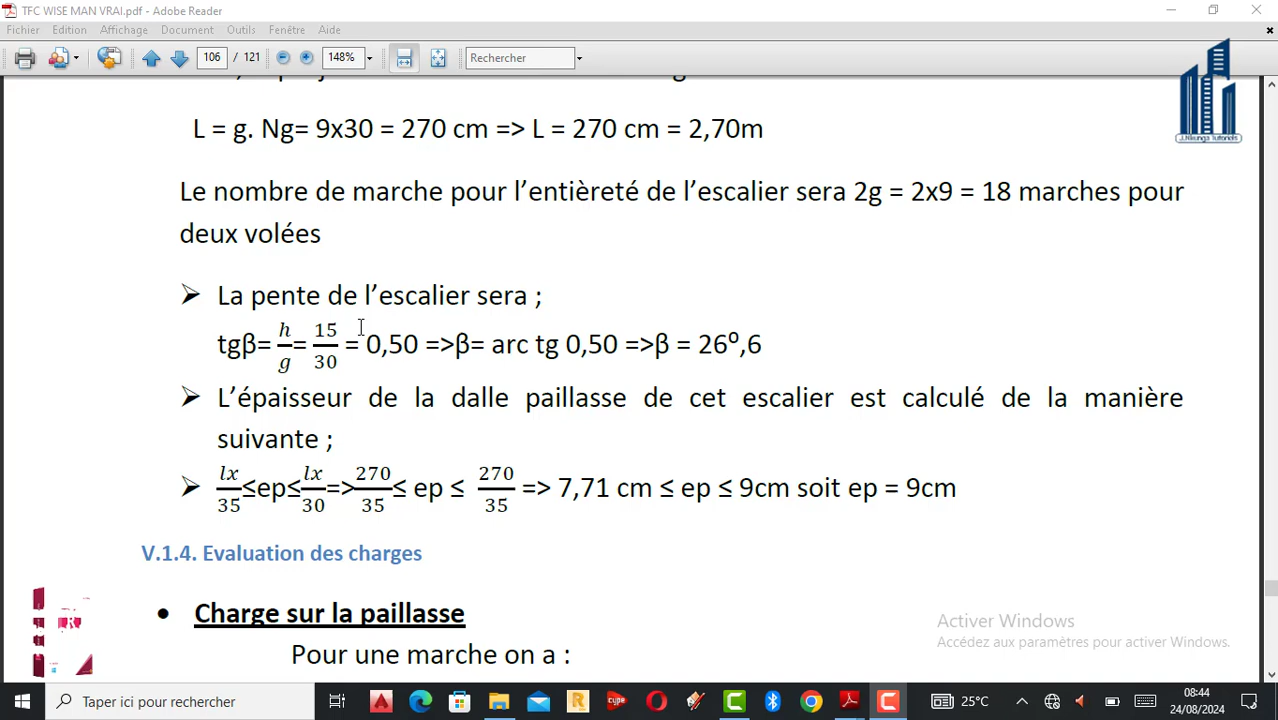 TFC WISE MAN VRAI.pdf - Adobe Reader
Fichier Edition Affichage Document Outils Fenêtre Aide
106 / 121 148% Rechercher
L = g. Ng= 9x30 = 270 cm => L = 270 cm = 2,70m
Le nombre de marche pour l’entièreté de l’escalier sera 2g = 2x9 = 18 marches pour
deux volées
➢ La pente de l’escalier sera ;
tgβ= h/g = 15/30 = 0,50 =>β= arc tg 0,50 =>β = 26⁰,6
➢ L’épaisseur de la dalle paillasse de cet escalier est calculé de la manière
suivante ;
➢ lx/35 ≤ep≤ lx/30 => 270/35 ≤ ep ≤ 270/35 => 7,71 cm ≤ ep ≤ 9cm soit ep = 9cm
V.1.4. Evaluation des charges
• Charge sur la paillasse
Pour une marche on a :
Activer Windows
Accédez aux paramètres pour activer Windows.
Taper ici pour rechercher
25°C
08:44
24/08/2024